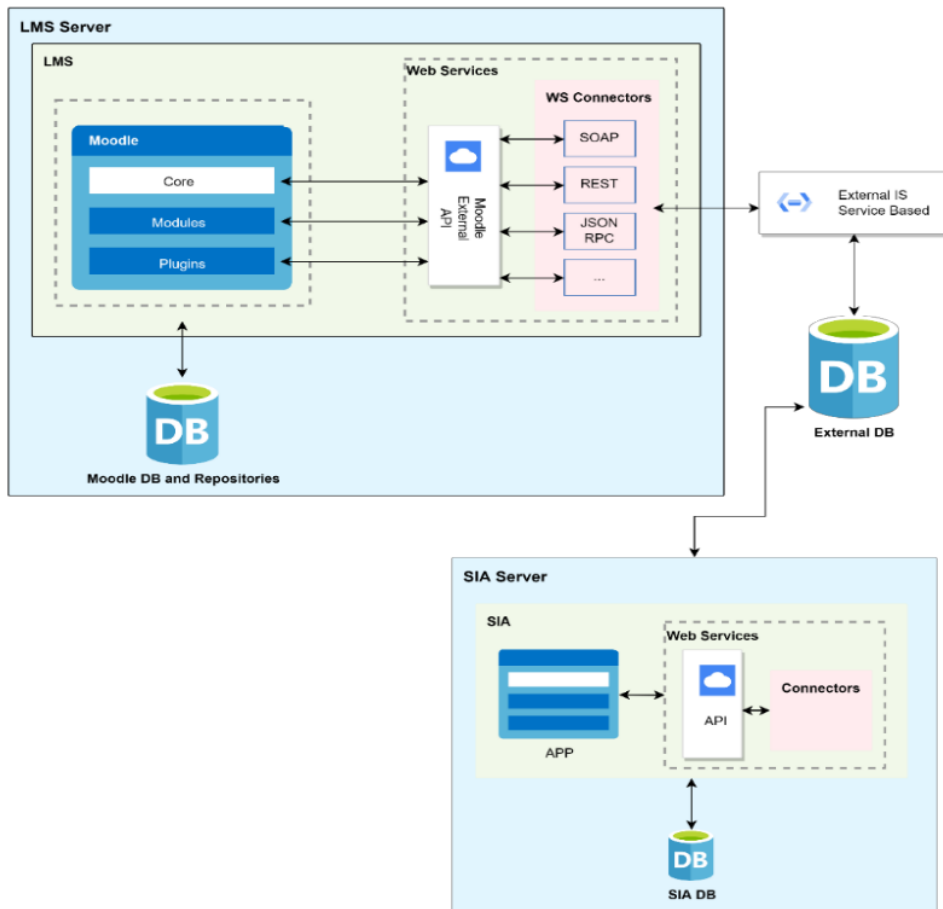 LMS Server
LMS
Web Services
WS Connectors
Moodle
Core
Modules
Plugins
Moodle
External
API
SOAP
REST
JSON
RPC
...
External IS
Service Based
DB
External DB
DB
Moodle DB and Repositories
SIA Server
SIA
Web Services
Connectors
API
APP
DB
SIA DB